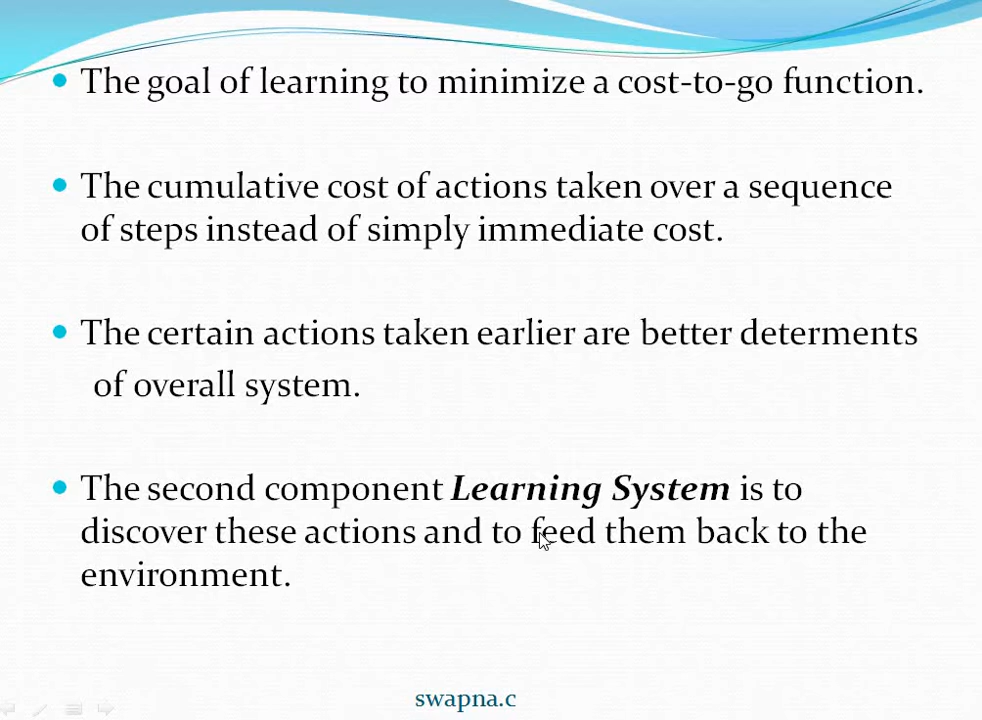 The goal of learning to minimize a cost-to-go function.
The cumulative cost of actions taken over a sequence
of steps instead of simply immediate cost.
The certain actions taken earlier are better determents
of overall system.
The second component Learning System is to
discover these actions and to feed them back to the
environment.
swapna.c